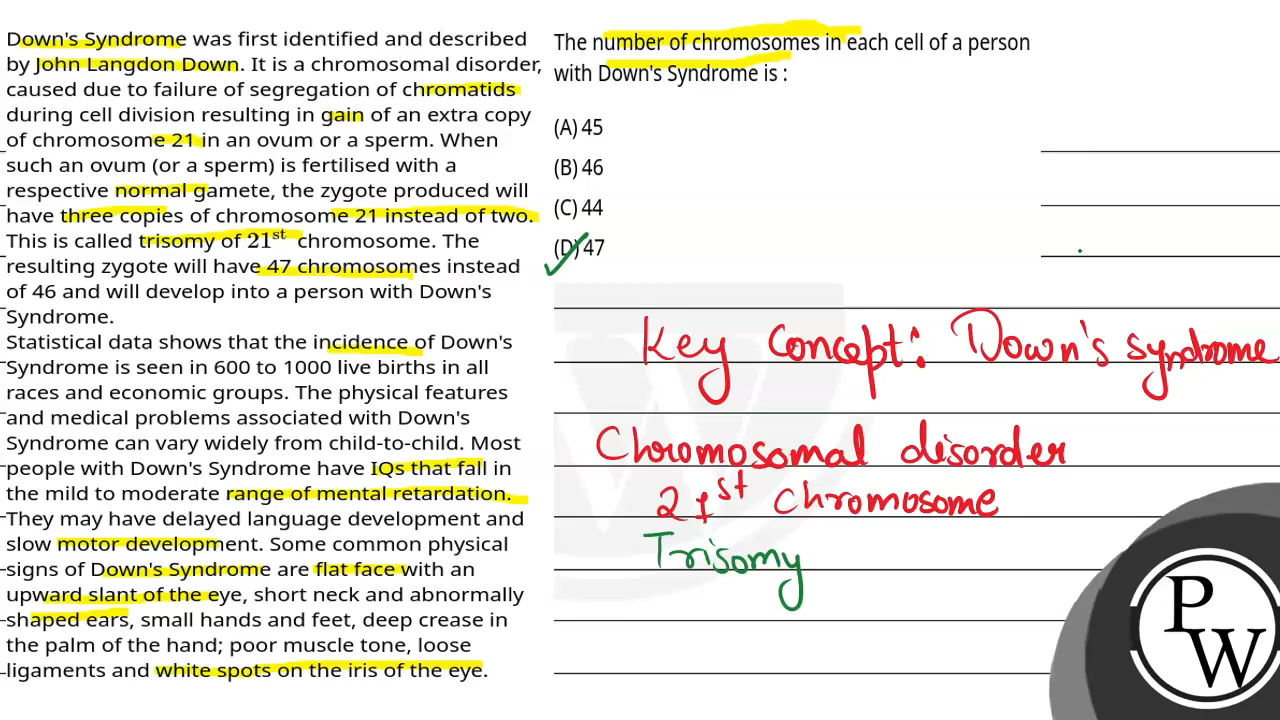 Down's Syndrome was first identified and described
by John Langdon Down. It is a chromosomal disorder,
caused due to failure of segregation of chromatids
during cell division resulting in gain of an extra copy
of chromosome 21 in an ovum or a sperm. When
such an ovum (or a sperm) is fertilised with a
respective normal gamete, the zygote produced will
have three copies of chromosome 21 instead of two.
This is called trisomy of 21st chromosome. The
resulting zygote will have 47 chromosomes instead
of 46 and will develop into a person with Down's
Syndrome.
Statistical data shows that the incidence of Down's
Syndrome is seen in 600 to 1000 live births in all
races and economic groups. The physical features
and medical problems associated with Down's
Syndrome can vary widely from child-to-child. Most
people with Down's Syndrome have IQs that fall in
the mild to moderate range of mental retardation.
They may have delayed language development and
slow motor development. Some common physical
signs of Down's Syndrome are flat face with an
upward slant of the eye, short neck and abnormally
shaped ears, small hands and feet, deep crease in
the palm of the hand; poor muscle tone, loose
ligaments and white spots on the iris of the eye.
The number of chromosomes in each cell of a person
with Down's Syndrome is :
(A) 45
(B) 46
(C) 44
(D) 47
Key Concept: Down's syndrome
Chromosomal disorder
21st Chromosome
Trisomy
P
W